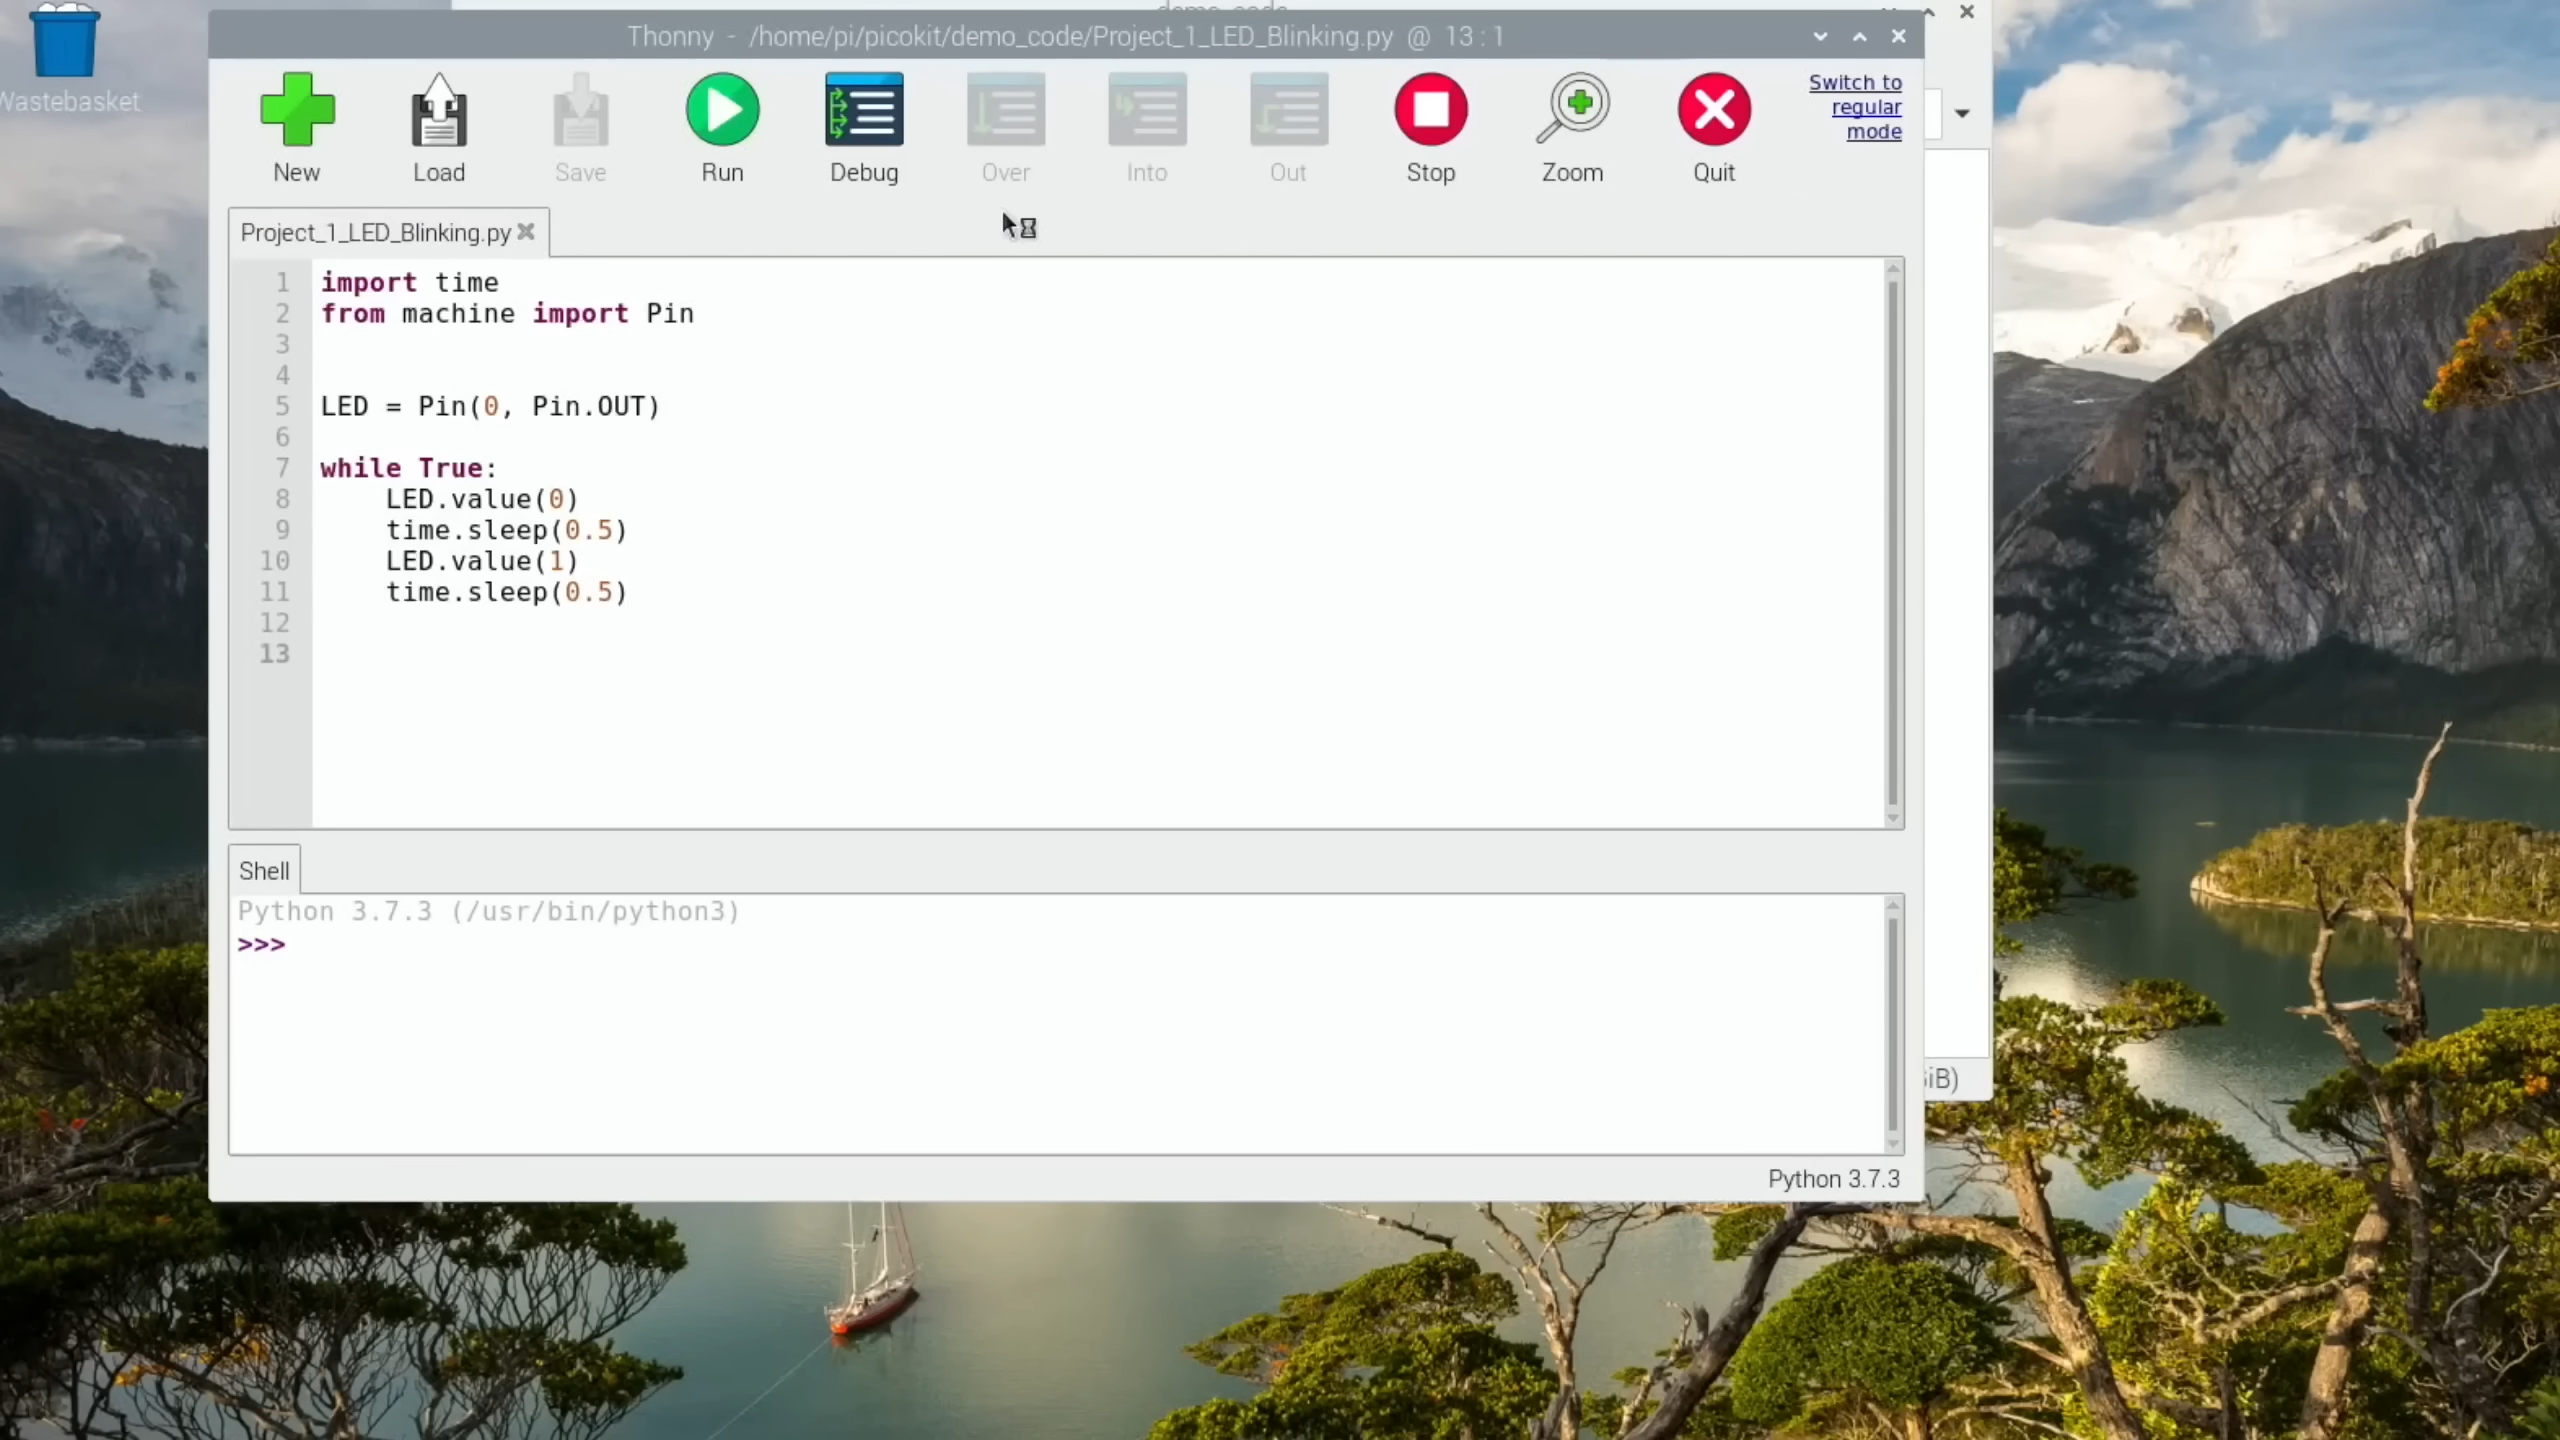 Wastebasket
Thonny - /home/pi/picokit/demo_code/Project_1_LED_Blinking.py @ 13 : 1
New
Load
Save
Run
Debug
Over
Into
Out
Stop
Zoom
Quit
Switch to
regular
mode
Project_1_LED_Blinking.py
1 import time
2 from machine import Pin
3
4
5 LED = Pin(0, Pin.OUT)
6
7 while True:
8     LED.value(0)
9     time.sleep(0.5)
10     LED.value(1)
11     time.sleep(0.5)
12
13
Shell
Python 3.7.3 (/usr/bin/python3)
>>>
iB)
Python 3.7.3